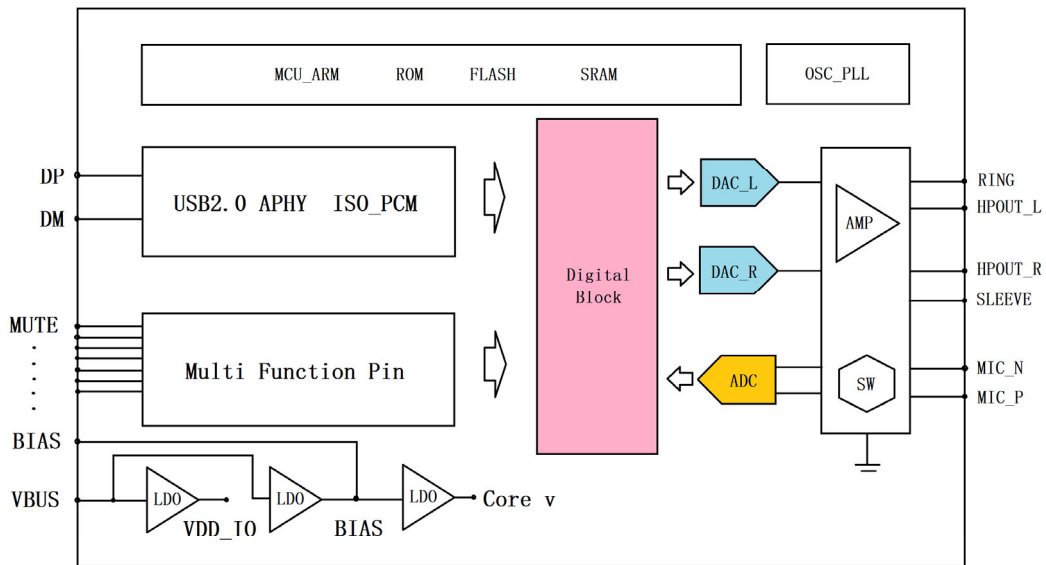 MCU_ARM ROM FLASH SRAM
OSC_PLL
DP
DM
USB2.0 APHY ISO_PCM
Digital
Block
DAC_L
DAC_R
ADC
AMP
SW
RING
HPOUT_L
HPOUT_R
SLEEVE
MIC_N
MIC_P
MUTE
Multi Function Pin
BIAS
VBUS
LDO
VDD_IO
LDO
BIAS
LDO
Core v